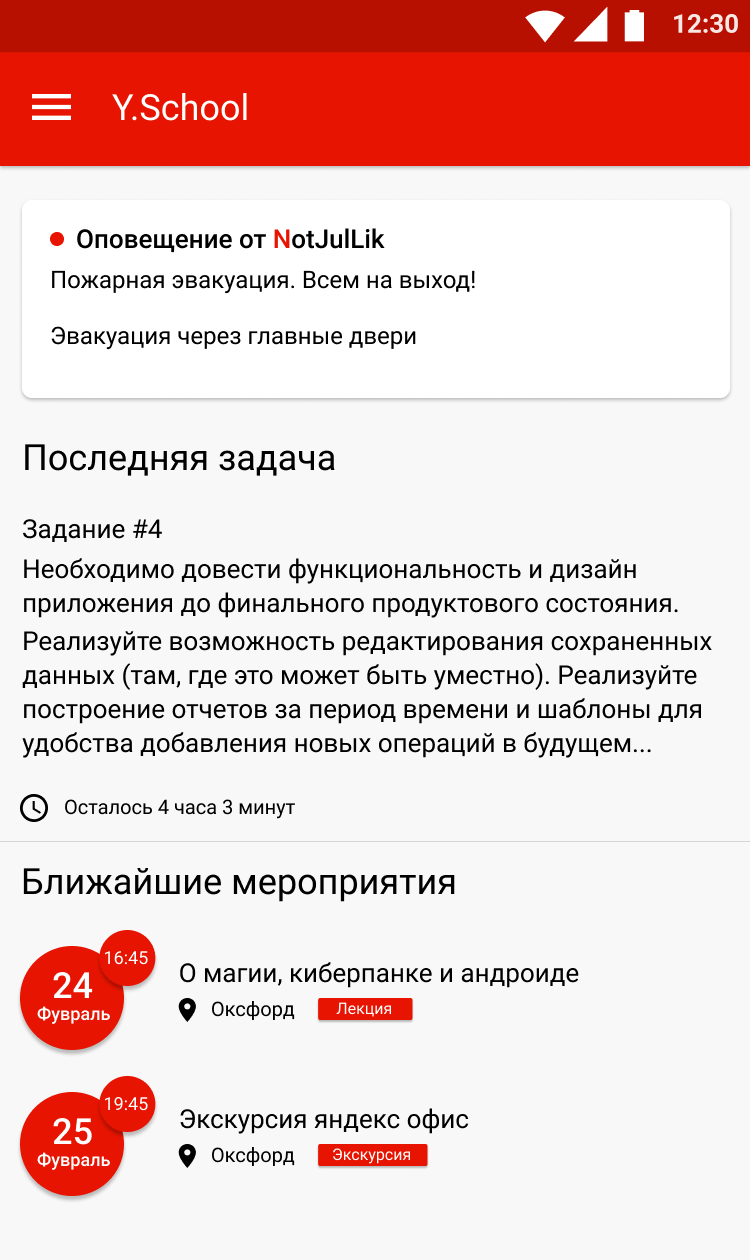 12:30
Y.School
Оповещение от NotJulLik
Пожарная эвакуация. Всем на выход!
Эвакуация через главные двери
Последняя задача
Задание #4
Необходимо довести функциональность и дизайн
приложения до финального продуктового состояния.
Реализуйте возможность редактирования сохраненных
данных (там, где это может быть уместно). Реализуйте
построение отчетов за период времени и шаблоны для
удобства добавления новых операций в будущем...
Осталось 4 часа 3 минут
Ближайшие мероприятия
16:45
24
Фувраль
О магии, киберпанке и андроиде
Оксфорд
Лекция
19:45
25
Фувраль
Экскурсия яндекс офис
Оксфорд
Экскурсия